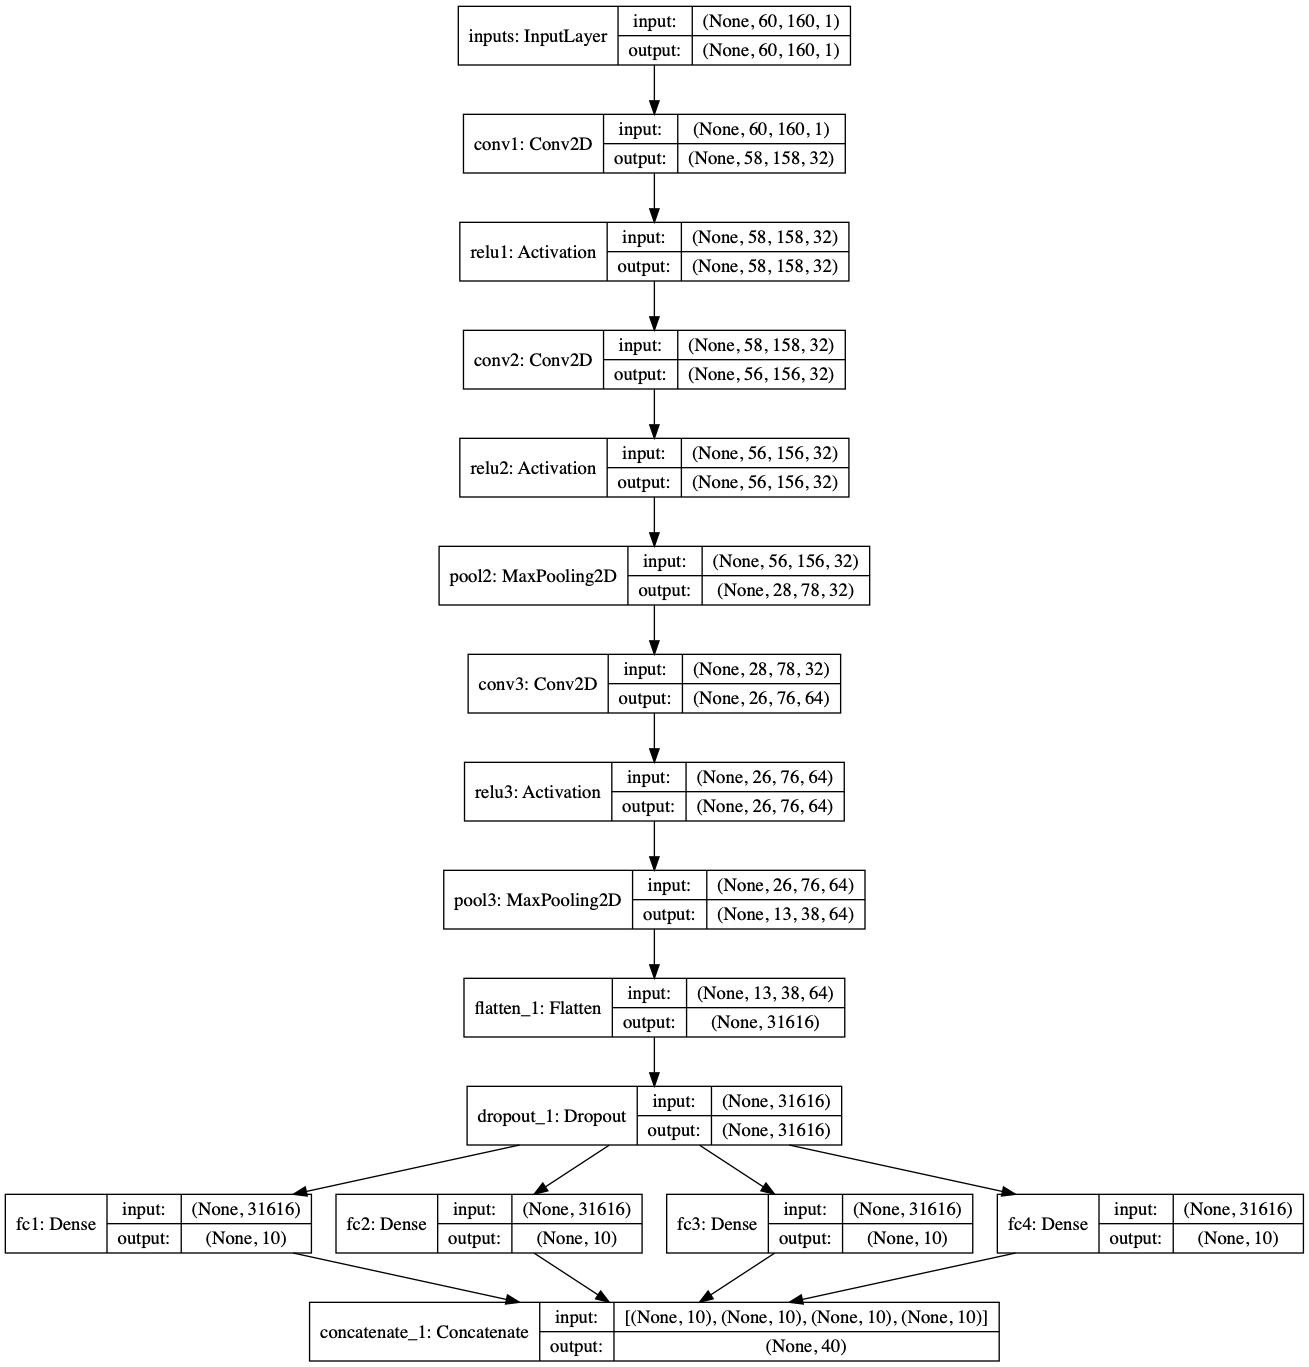 inputs: InputLayer
input: (None, 60, 160, 1)
output: (None, 60, 160, 1)
conv1: Conv2D
input: (None, 60, 160, 1)
output: (None, 58, 158, 32)
relu1: Activation
input: (None, 58, 158, 32)
output: (None, 58, 158, 32)
conv2: Conv2D
input: (None, 58, 158, 32)
output: (None, 56, 156, 32)
relu2: Activation
input: (None, 56, 156, 32)
output: (None, 56, 156, 32)
pool2: MaxPooling2D
input: (None, 56, 156, 32)
output: (None, 28, 78, 32)
conv3: Conv2D
input: (None, 28, 78, 32)
output: (None, 26, 76, 64)
relu3: Activation
input: (None, 26, 76, 64)
output: (None, 26, 76, 64)
pool3: MaxPooling2D
input: (None, 26, 76, 64)
output: (None, 13, 38, 64)
flatten_1: Flatten
input: (None, 13, 38, 64)
output: (None, 31616)
dropout_1: Dropout
input: (None, 31616)
output: (None, 31616)
fc1: Dense
input: (None, 31616)
output: (None, 10)
fc2: Dense
input: (None, 31616)
output: (None, 10)
fc3: Dense
input: (None, 31616)
output: (None, 10)
fc4: Dense
input: (None, 31616)
output: (None, 10)
concatenate_1: Concatenate
input: [(None, 10), (None, 10), (None, 10), (None, 10)]
output: (None, 40)